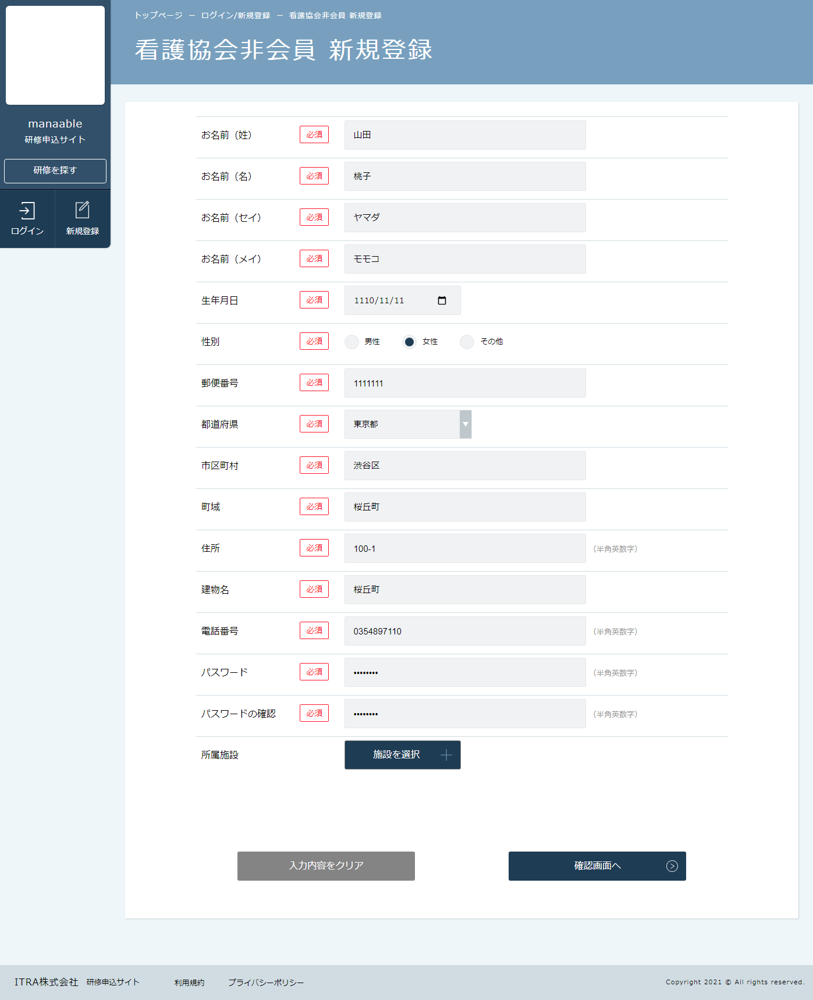 トップページ － ログイン/新規登録 － 看護協会非会員 新規登録
看護協会非会員 新規登録
manaable
研修申込サイト
研修を探す
ログイン
新規登録
お名前（姓） 必須 山田
お名前（名） 必須 桃子
お名前（セイ） 必須 ヤマダ
お名前（メイ） 必須 モモコ
生年月日 必須 1110/11/11
性別 必須 男性 女性 その他
郵便番号 必須 1111111
都道府県 必須 東京都
市区町村 必須 渋谷区
町域 必須 桜丘町
住所 必須 100-1 （半角英数字）
建物名 必須 桜丘町
電話番号 必須 0354897110 （半角英数字）
パスワード 必須 •••••••• （半角英数字）
パスワードの確認 必須 •••••••• （半角英数字）
所属施設 施設を選択
入力内容をクリア 確認画面へ
ITRA株式会社 研修申込サイト 利用規約 プライバシーポリシー Copyright 2021 © All rights reserved.